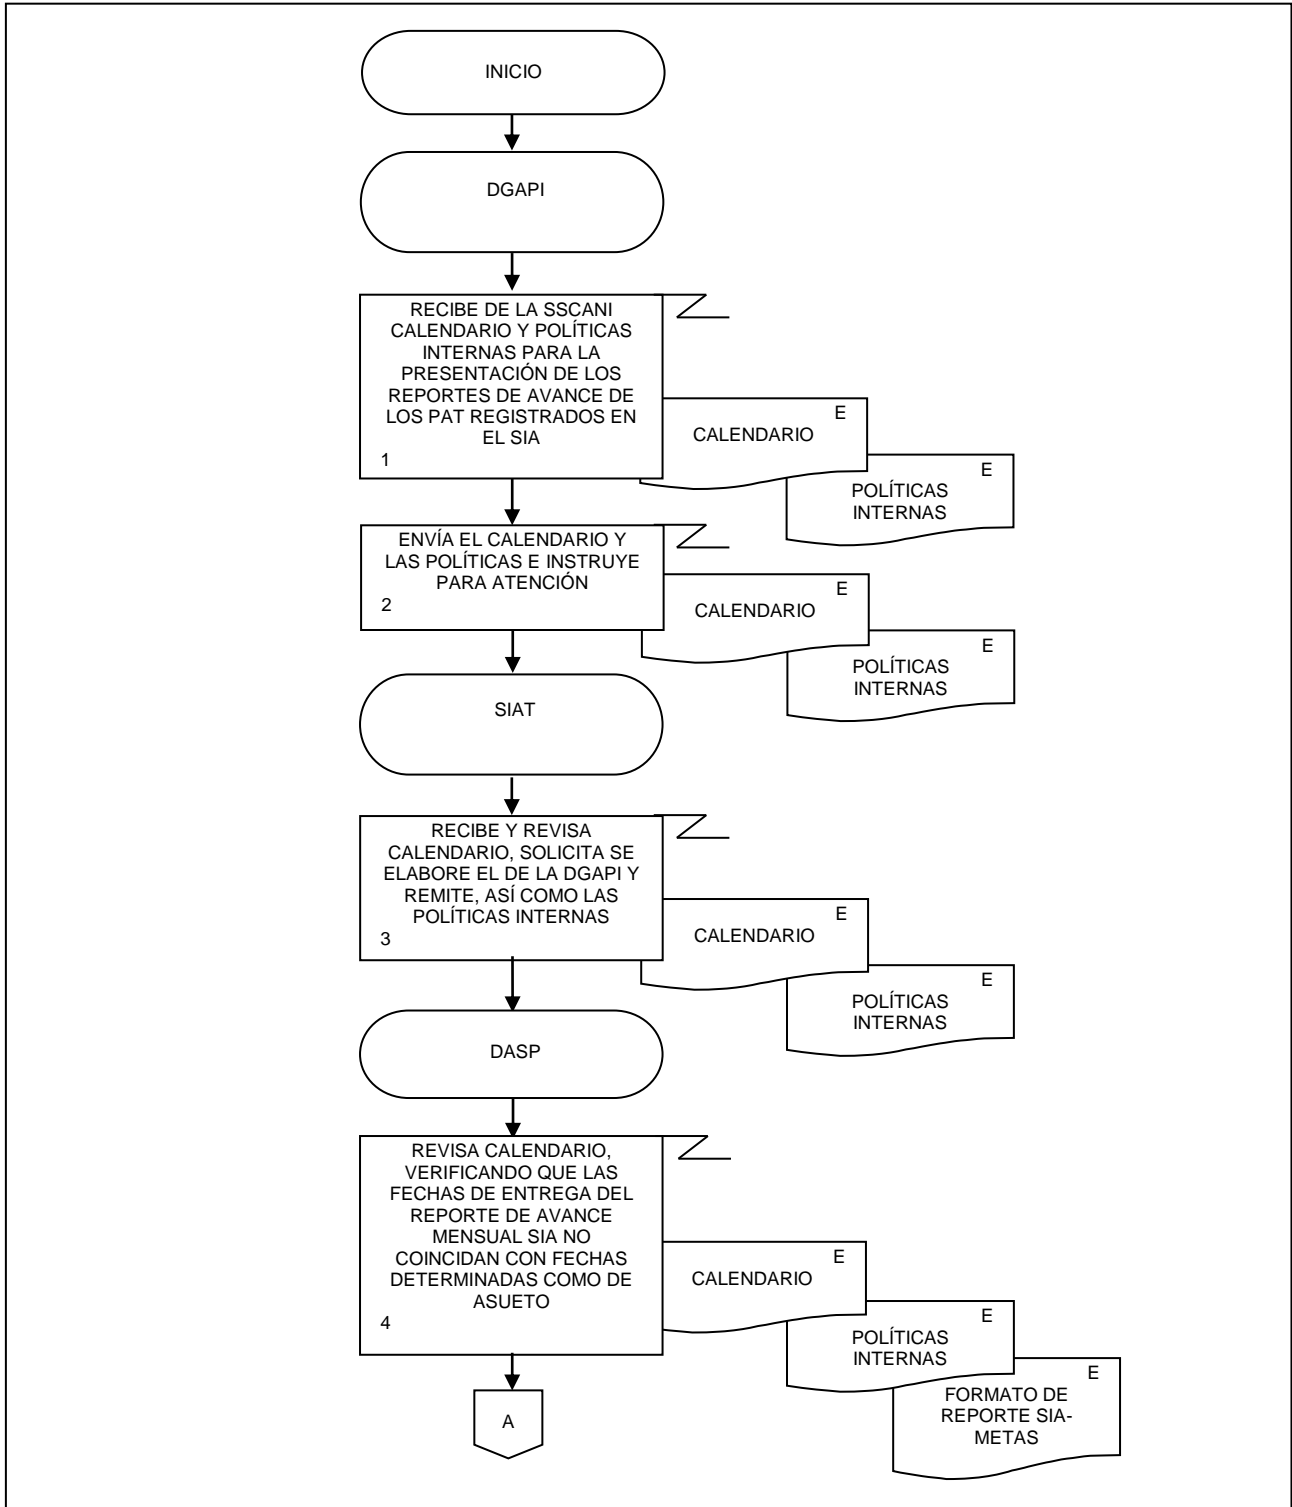 INICIO
DGAPI
RECIBE DE LA SSCANI
CALENDARIO Y POLÍTICAS
INTERNAS PARA LA
PRESENTACIÓN DE LOS
REPORTES DE AVANCE DE
LOS PAT REGISTRADOS EN
EL SIA
1
E
CALENDARIO
E
POLÍTICAS
INTERNAS
ENVÍA EL CALENDARIO Y
LAS POLÍTICAS E INSTRUYE
PARA ATENCIÓN
2
E
CALENDARIO
E
POLÍTICAS
INTERNAS
SIAT
RECIBE Y REVISA
CALENDARIO, SOLICITA SE
ELABORE EL DE LA DGAPI Y
REMITE, ASÍ COMO LAS
POLÍTICAS INTERNAS
3
E
CALENDARIO
E
POLÍTICAS
INTERNAS
DASP
REVISA CALENDARIO,
VERIFICANDO QUE LAS
FECHAS DE ENTREGA DEL
REPORTE DE AVANCE
MENSUAL SIA NO
COINCIDAN CON FECHAS
DETERMINADAS COMO DE
ASUETO
4
E
CALENDARIO
E
POLÍTICAS
INTERNAS
E
FORMATO DE
REPORTE SIA-
METAS
A